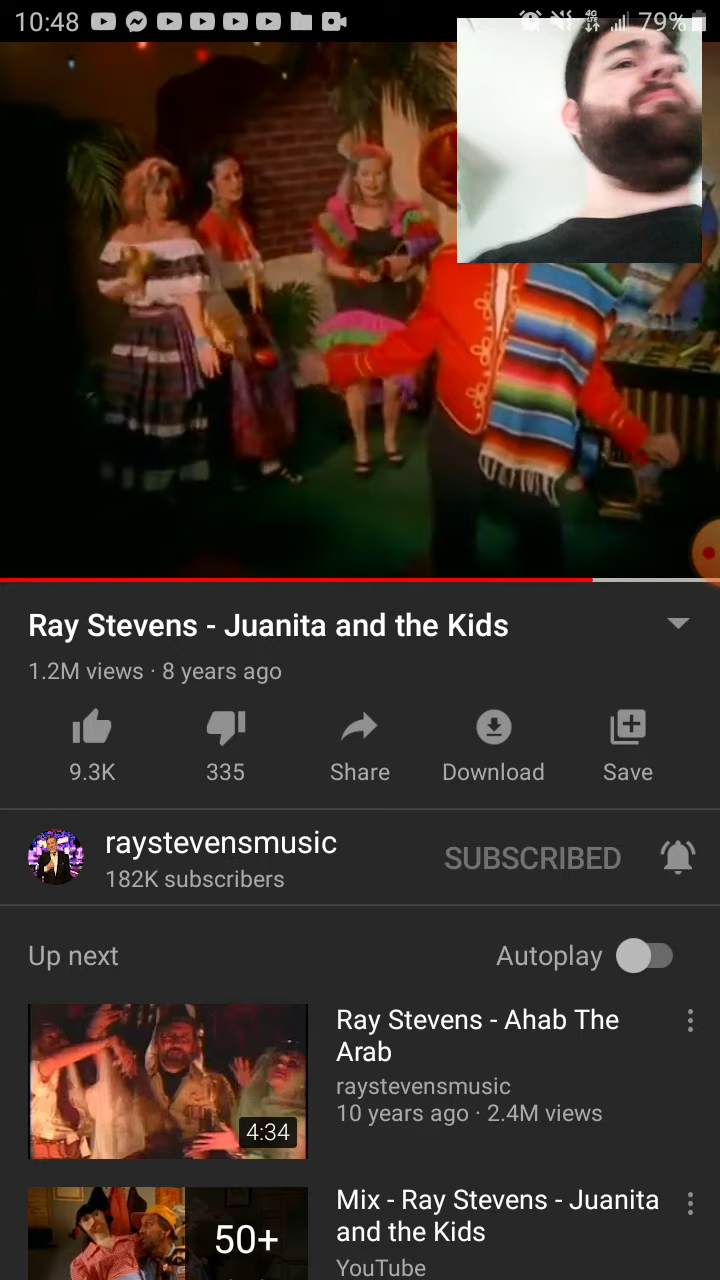 10:48
4G
LTE
79%
Ray Stevens - Juanita and the Kids
1.2M views · 8 years ago
9.3K
335
Share
Download
Save
raystevensmusic
182K subscribers
SUBSCRIBED
Up next
Autoplay
4:34
Ray Stevens - Ahab The
Arab
raystevensmusic
10 years ago · 2.4M views
50+
Mix - Ray Stevens - Juanita
and the Kids
YouTube